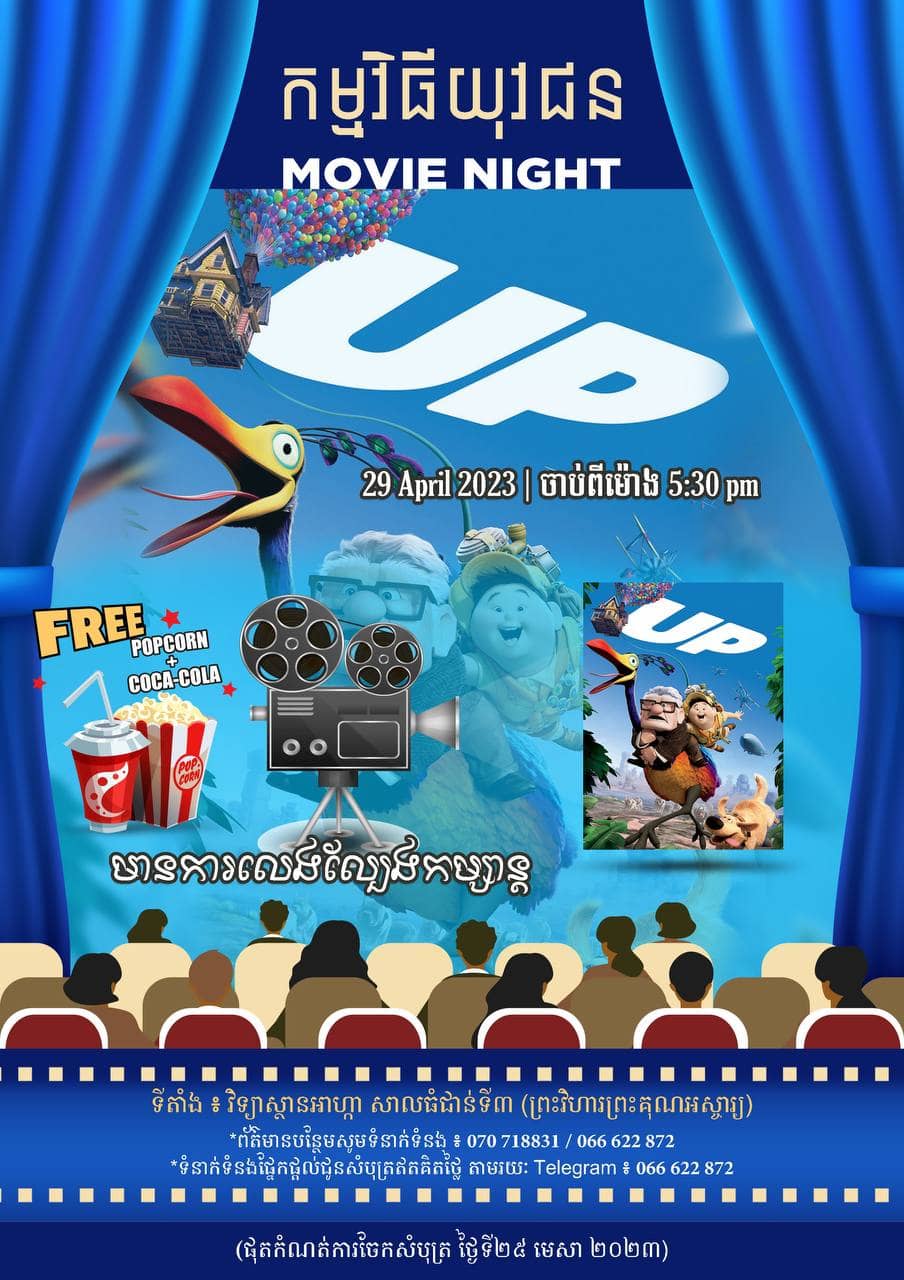 កម្មវិធីយុវជន
MOVIE NIGHT
UP
29 April 2023 | ចាប់ពីម៉ោង 5:30 pm
FREE
POPCORN
+
COCA-COLA
UP
POP
CORN
មានការលេងល្បែងកម្សាន្ត
ទីតាំង ៖ វិទ្យាស្ថានអាហ្កា សាលធំជាន់ទី៣ (ព្រះវិហារព្រះគុណអស្ចារ្យ)
*ព័ត៌មានបន្ថែមសូមទំនាក់ទំនង ៖ 070 718831 / 066 622 872
*ទំនាក់ទំនងផ្នែកផ្ដល់ជូនសំបុត្រឥតគិតថ្លៃ តាមរយៈ Telegram ៖ 066 622 872
(ផុតកំណត់ការចែកសំបុត្រ ថ្ងៃទី២៥ មេសា ២០២៣)